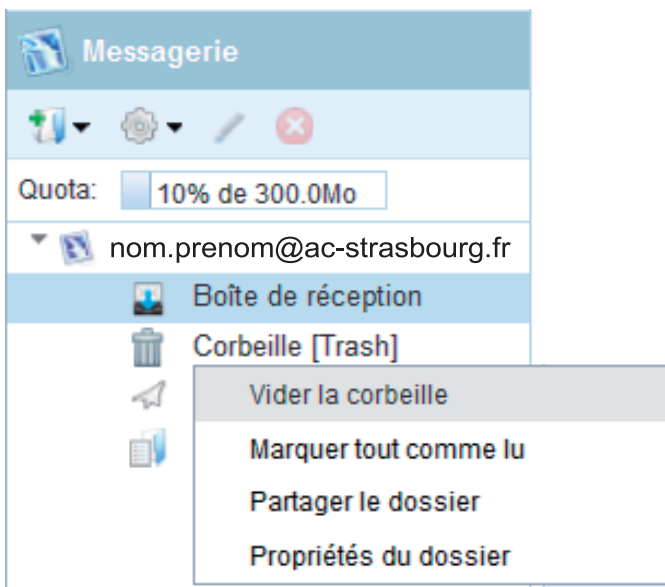 Messagerie
Quota: 10% de 300.0Mo
nom.prenom@ac-strasbourg.fr
Boîte de réception
Corbeille [Trash]
Vider la corbeille
Marquer tout comme lu
Partager le dossier
Propriétés du dossier